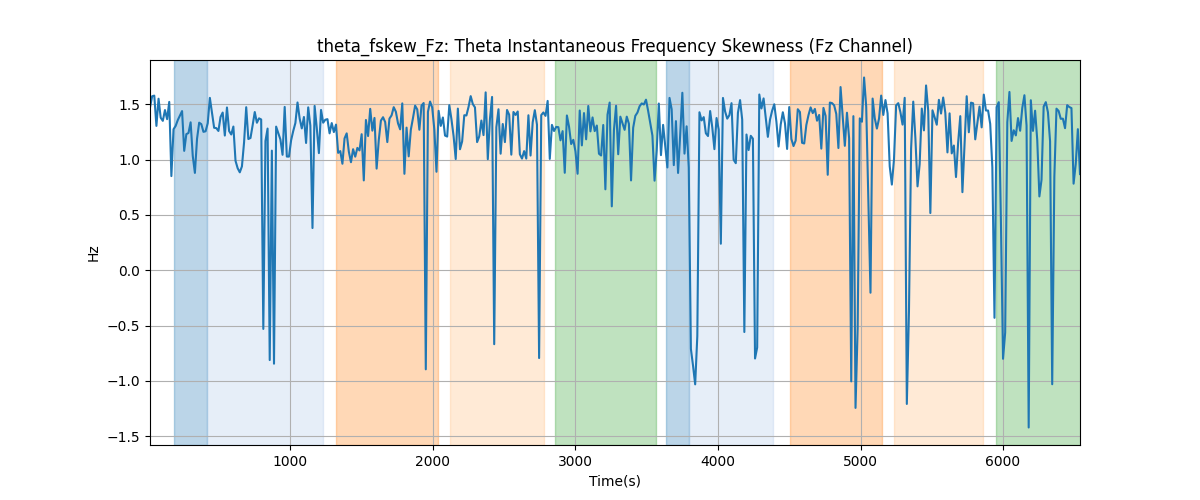 theta_fskew_Fz: Theta Instantaneous Frequency Skewness (Fz Channel)
Hz
1.5
1.0
0.5
0.0
−0.5
−1.0
−1.5
1000 2000 3000 4000 5000 6000
Time(s)